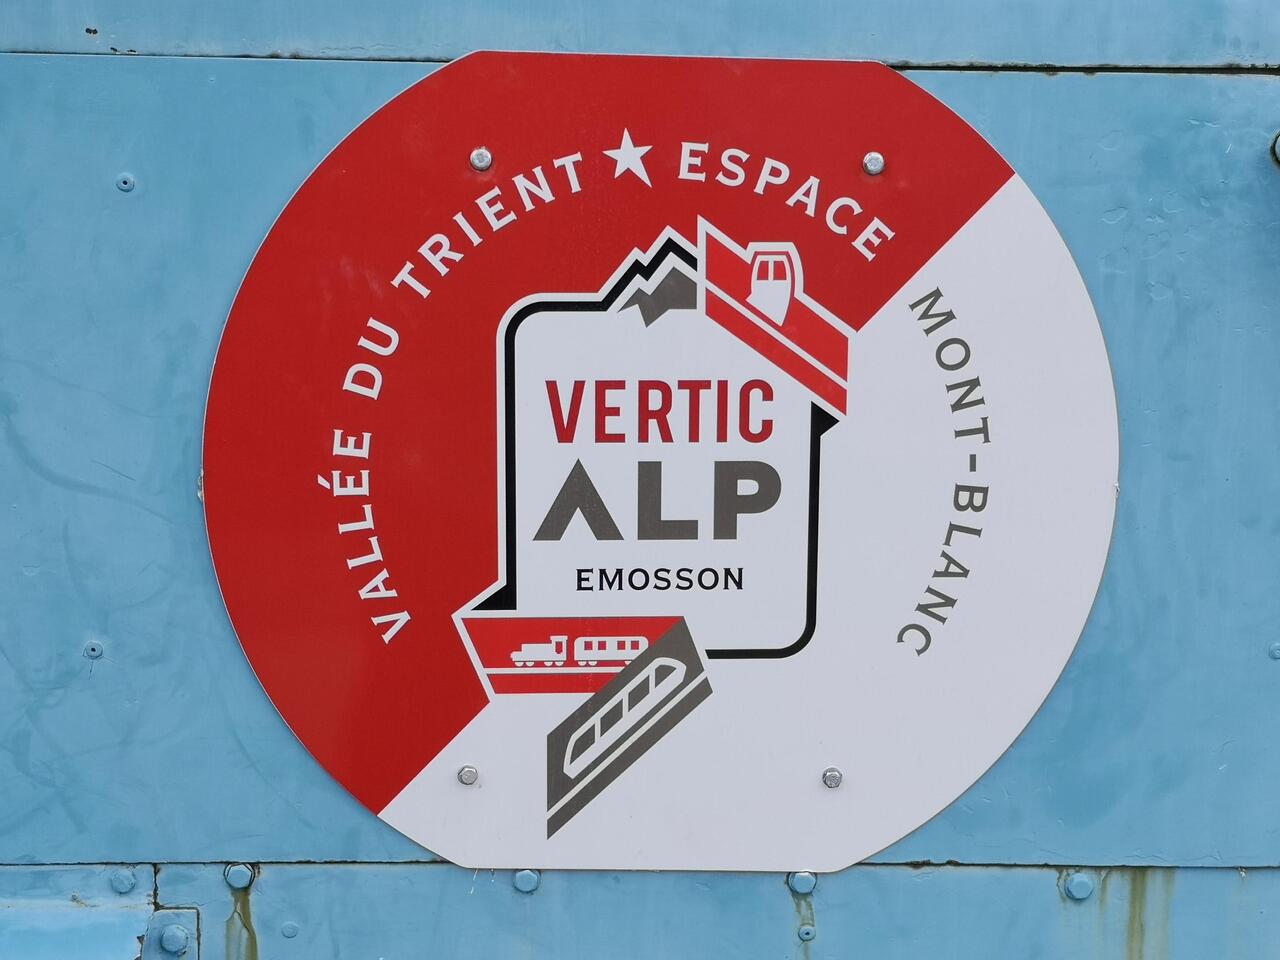 VALLÉE DU TRIENT ★ ESPACE MONT-BLANC
VERTIC
ALP
EMOSSON